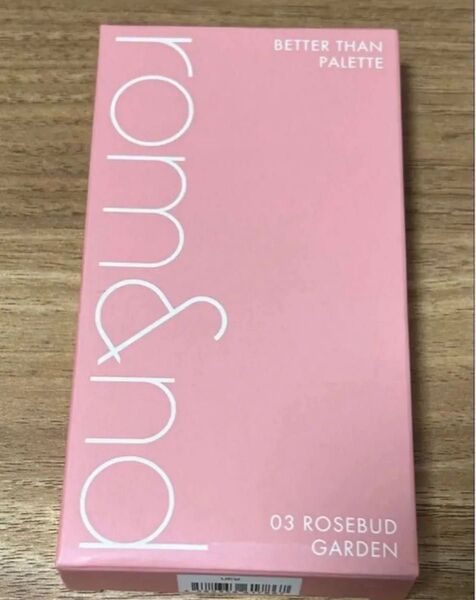 rom&nd
BETTER THAN
PALETTE
03 ROSEBUD
GARDEN